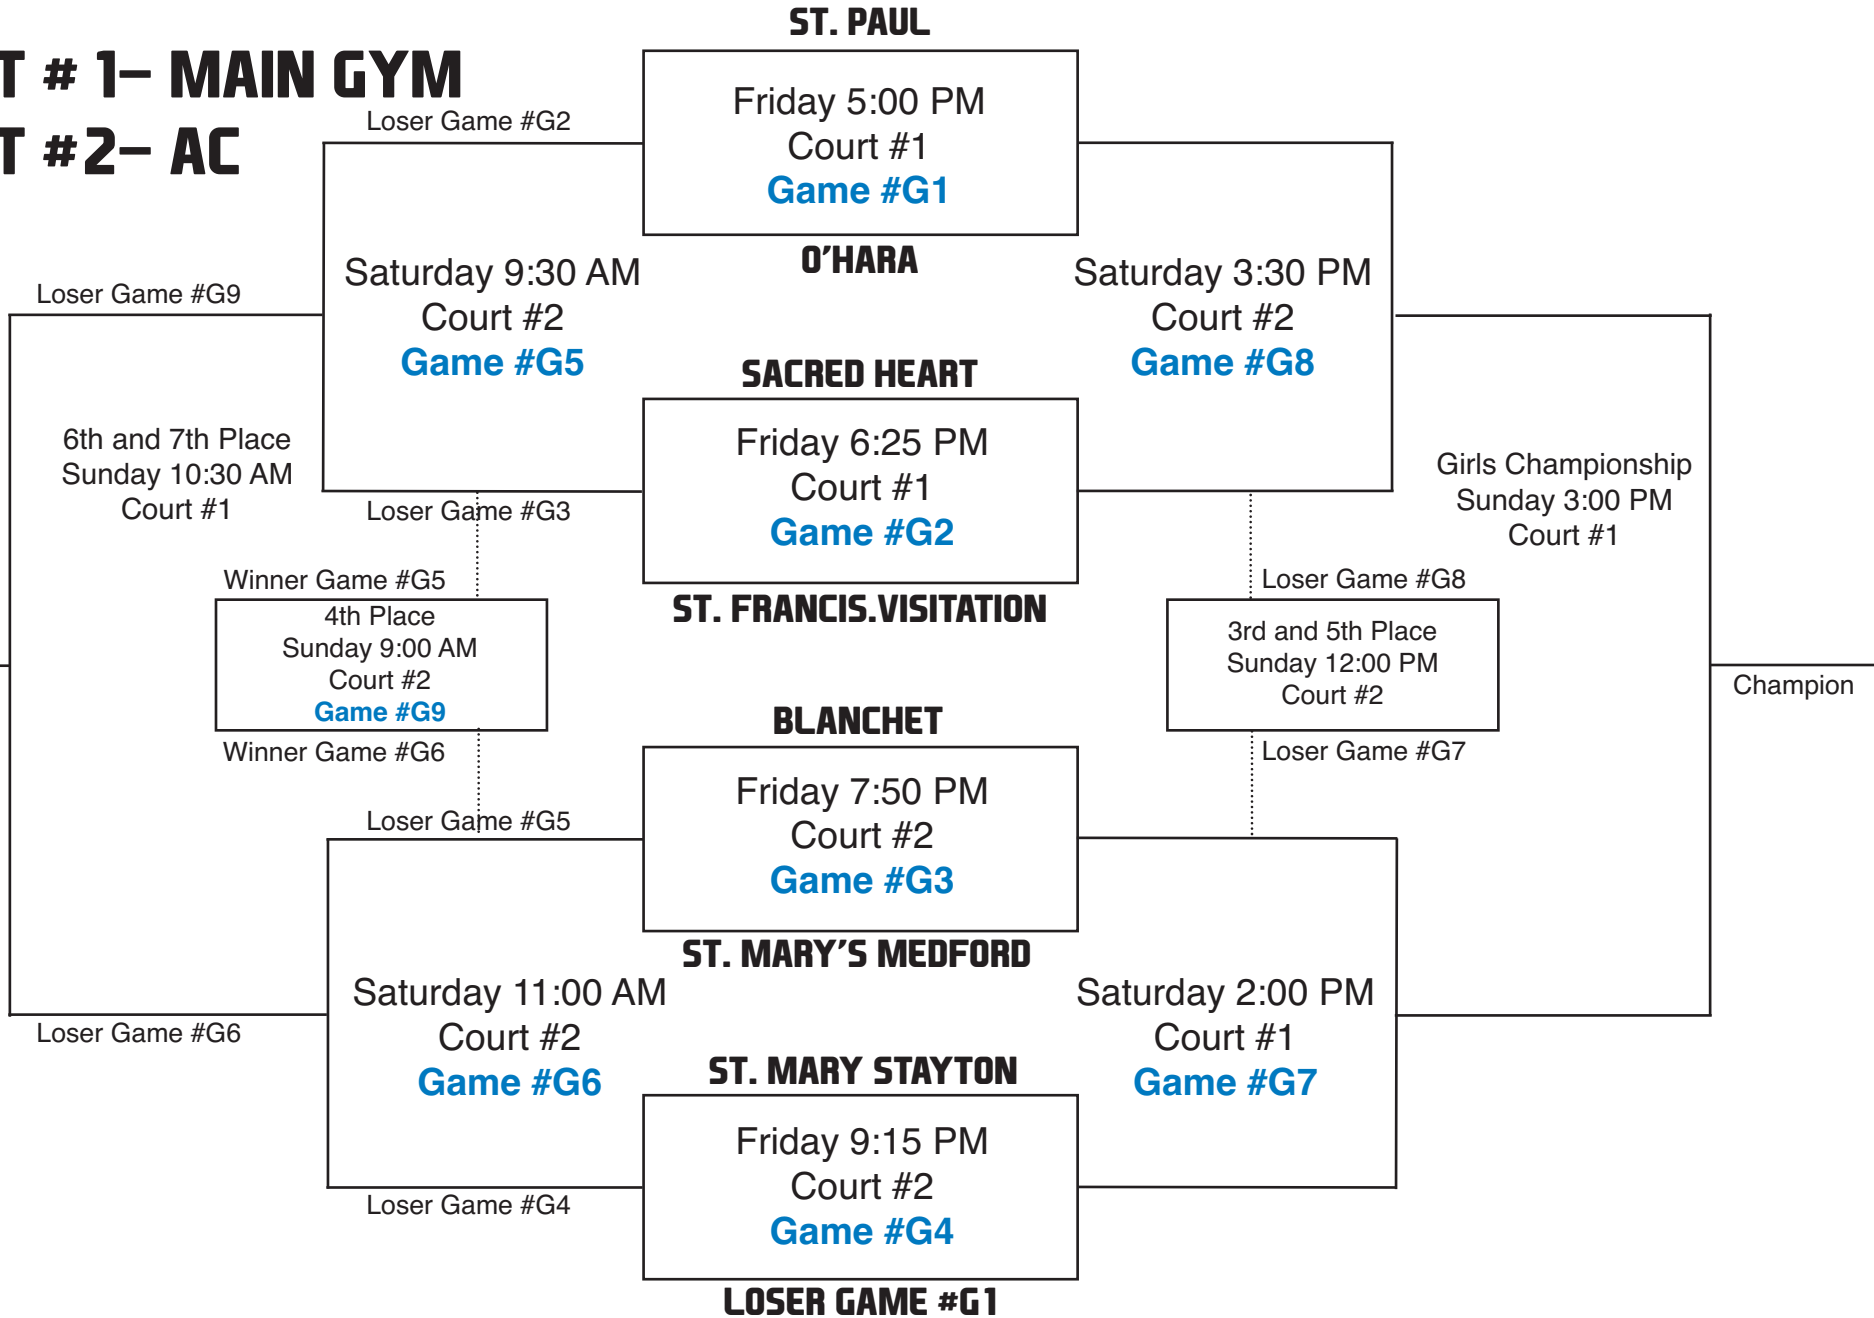 ST. PAUL
T # 1– MAIN GYM
T #2– AC
Loser Game #G2
Friday 5:00 PM
Court #1
Game #G1
O'HARA
Saturday 9:30 AM
Court #2
Game #G5
Saturday 3:30 PM
Court #2
Game #G8
Loser Game #G9
SACRED HEART
Friday 6:25 PM
Court #1
Game #G2
ST. FRANCIS.VISITATION
6th and 7th Place
Sunday 10:30 AM
Court #1
Loser Game #G3
Girls Championship
Sunday 3:00 PM
Court #1
Winner Game #G5
4th Place
Sunday 9:00 AM
Court #2
Game #G9
Winner Game #G6
Loser Game #G8
3rd and 5th Place
Sunday 12:00 PM
Court #2
Loser Game #G7
Champion
BLANCHET
Friday 7:50 PM
Court #2
Game #G3
ST. MARY'S MEDFORD
Loser Game #G5
Saturday 11:00 AM
Court #2
Game #G6
Saturday 2:00 PM
Court #1
Game #G7
Loser Game #G6
ST. MARY STAYTON
Friday 9:15 PM
Court #2
Game #G4
Loser Game #G4
LOSER GAME #G1